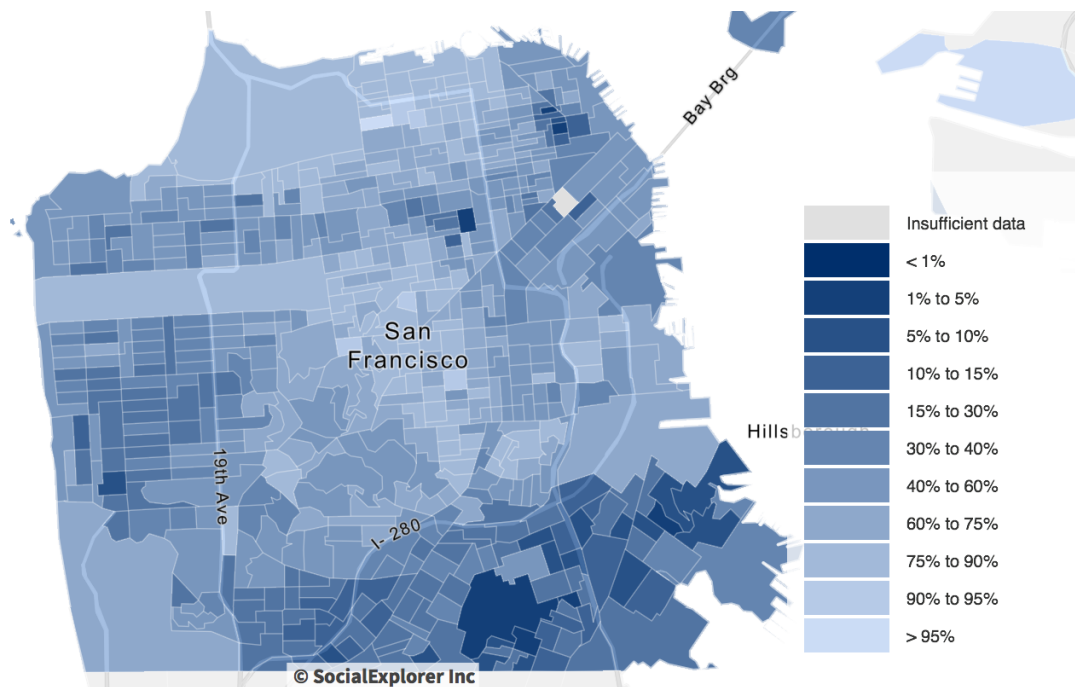 Bay Brg
San
Francisco
19th Ave
I- 280
Hillsborough
Insufficient data
< 1%
1% to 5%
5% to 10%
10% to 15%
15% to 30%
30% to 40%
40% to 60%
60% to 75%
75% to 90%
90% to 95%
> 95%
© SocialExplorer Inc